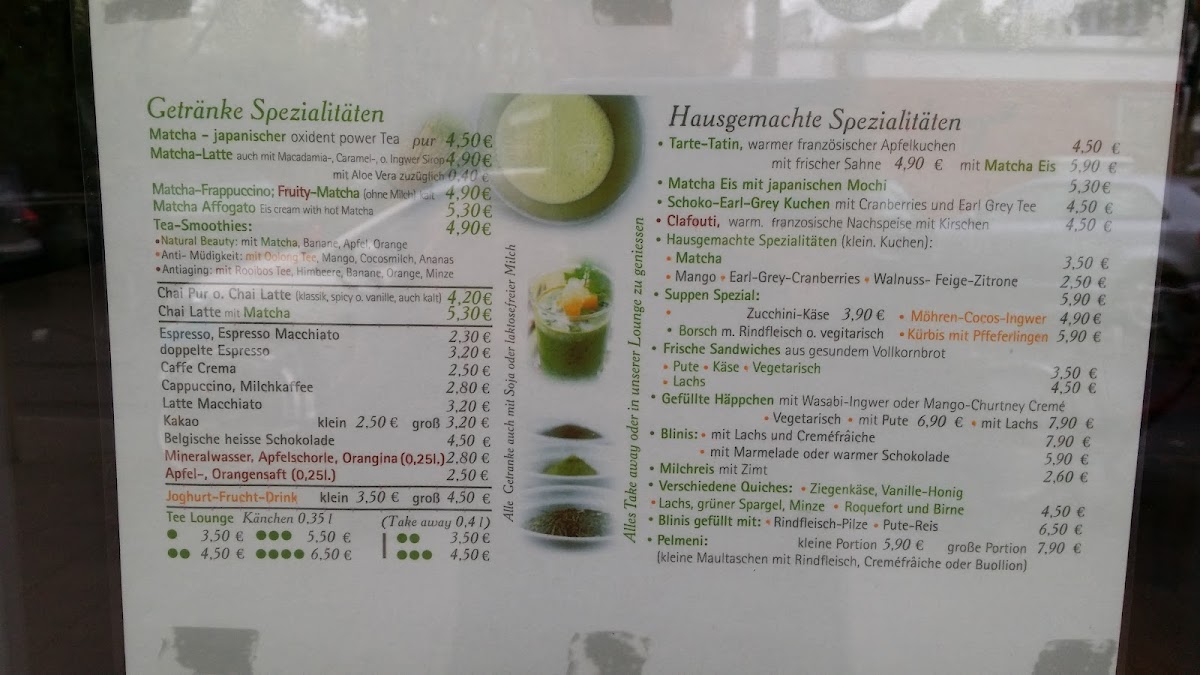 Getränke Spezialitäten
Matcha - japanischer oxident power Tea pur 4,50 €
Matcha-Latte auch mit Macadamia-, Caramel-, o. Ingwer Sirop 4,90 €
mit Aloe Vera zuzüglich 0,40 €
Matcha-Frappuccino; Fruity-Matcha (ohne Milch) kalt 4,90 €
Matcha Affogato Eis cream with hot Matcha 5,30 €
Tea-Smoothies: 4,90 €
• Natural Beauty: mit Matcha, Banane, Apfel, Orange
• Anti- Müdigkeit: mit Oolong Tee, Mango, Cocosmilch, Ananas
• Antiaging: mit Rooibos Tee, Himbeere, Banane, Orange, Minze
Chai Pur o. Chai Latte (klassik, spicy o. vanille, auch kalt) 4,20 €
Chai Latte mit Matcha 5,30 €
Espresso, Espresso Macchiato 2,30 €
doppelte Espresso 3,20 €
Caffe Crema 2,50 €
Cappuccino, Milchkaffee 2,80 €
Latte Macchiato 3,20 €
Kakao klein 2,50 € groß 3,20 €
Belgische heisse Schokolade 4,50 €
Mineralwasser, Apfelschorle, Orangina (0,25l.) 2,80 €
Apfel-, Orangensaft (0,25l.) 2,50 €
Joghurt-Frucht-Drink klein 3,50 € groß 4,50 €
Tee Lounge Känchen 0,35 l (Take away 0,4 l)
• 3,50 € ••• 5,50 € •• 3,50 €
•• 4,50 € •••• 6,50 € ••• 4,50 €
Alle Getränke auch mit Soja oder laktosefreier Milch
Alles Take away oder in unserer Lounge zu geniessen
Hausgemachte Spezialitäten
• Tarte-Tatin, warmer französischer Apfelkuchen 4,50 €
mit frischer Sahne 4,90 € mit Matcha Eis 5,90 €
• Matcha Eis mit japanischen Mochi 5,30 €
• Schoko-Earl-Grey Kuchen mit Cranberries und Earl Grey Tee 4,50 €
• Clafouti, warm. franzosische Nachspeise mit Kirschen 4,50 €
• Hausgemachte Spezialitäten (klein. Kuchen):
• Matcha 3,50 €
• Mango • Earl-Grey-Cranberries • Walnuss- Feige-Zitrone 2,50 €
• Suppen Spezial: 5,90 €
• Zucchini-Käse 3,90 € • Möhren-Cocos-Ingwer 4,90 €
• Borsch m. Rindfleisch o. vegitarisch • Kürbis mit Pffeferlingen 5,90 €
• Frische Sandwiches aus gesundem Vollkornbrot
• Pute • Käse • Vegetarisch 3,50 €
• Lachs 4,50 €
• Gefüllte Häppchen mit Wasabi-Ingwer oder Mango-Churtney Cremé
• Vegetarisch • mit Pute 6,90 € • mit Lachs 7,90 €
• Blinis: • mit Lachs und Creméfràiche 7,90 €
• mit Marmelade oder warmer Schokolade 5,90 €
• Milchreis mit Zimt 2,60 €
• Verschiedene Quiches: • Ziegenkäse, Vanille-Honig
• Lachs, grüner Spargel, Minze • Roquefort und Birne 4,50 €
• Blinis gefüllt mit: • Rindfleisch-Pilze • Pute-Reis 6,50 €
• Pelmeni: kleine Portion 5,90 € große Portion 7,90 €
(kleine Maultaschen mit Rindfleisch, Creméfràiche oder Buollion)